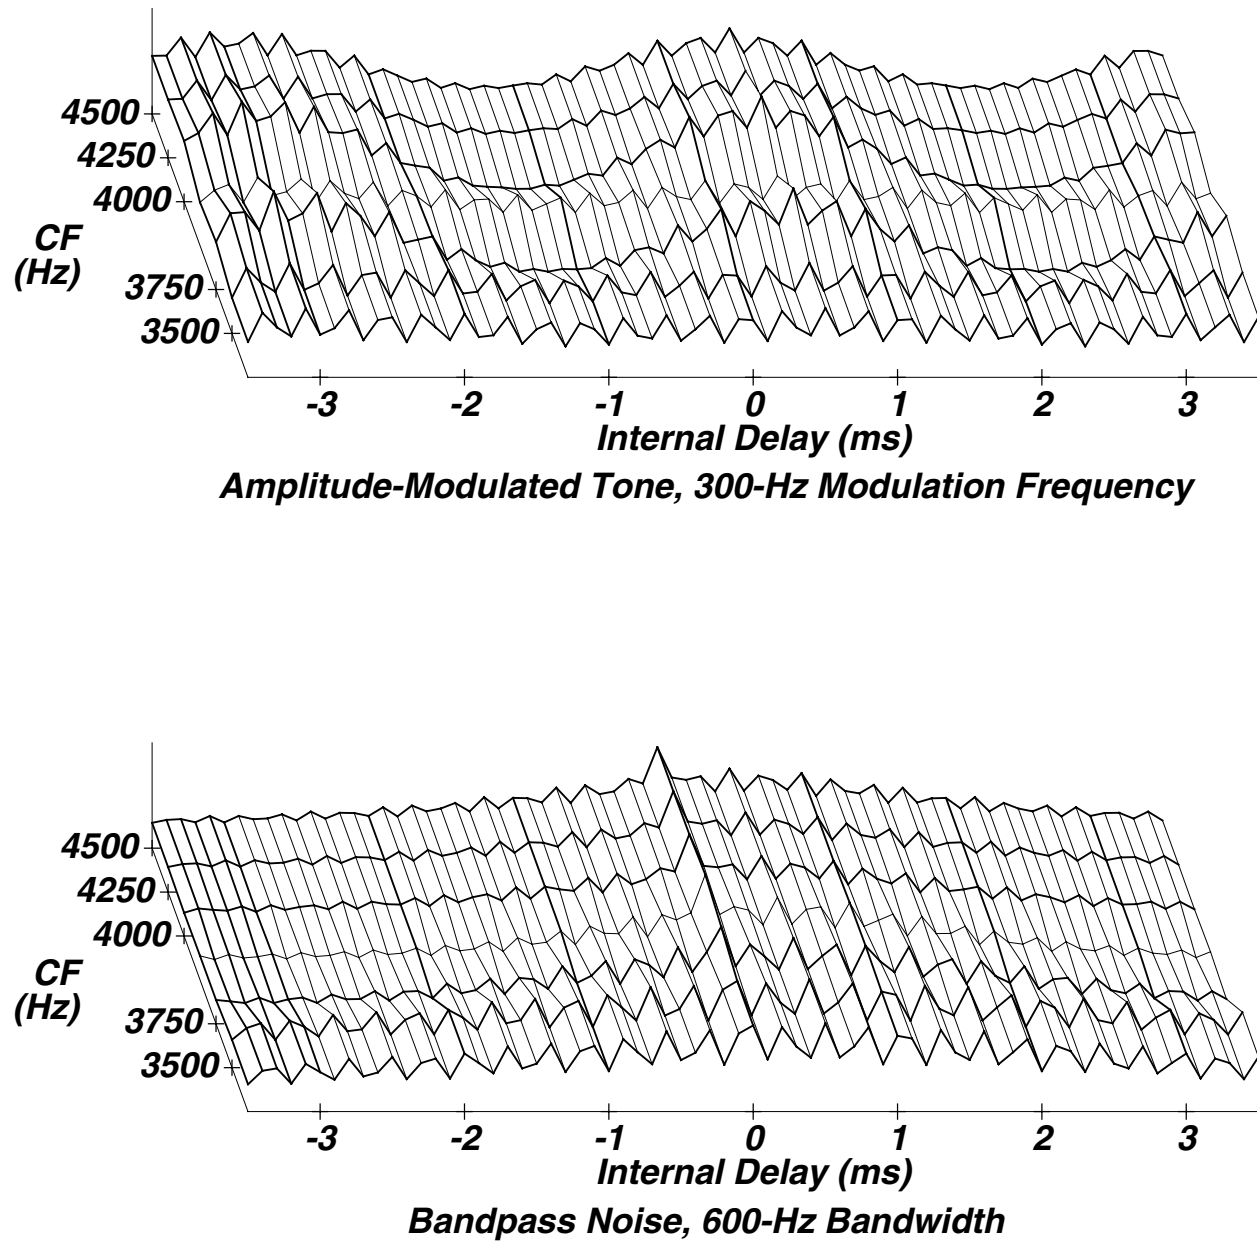 4500
4250
4000
CF
(Hz)
3750
3500
-3 -2 -1 0 1 2 3
Internal Delay (ms)
Amplitude-Modulated Tone, 300-Hz Modulation Frequency
4500
4250
4000
CF
(Hz)
3750
3500
-3 -2 -1 0 1 2 3
Internal Delay (ms)
Bandpass Noise, 600-Hz Bandwidth